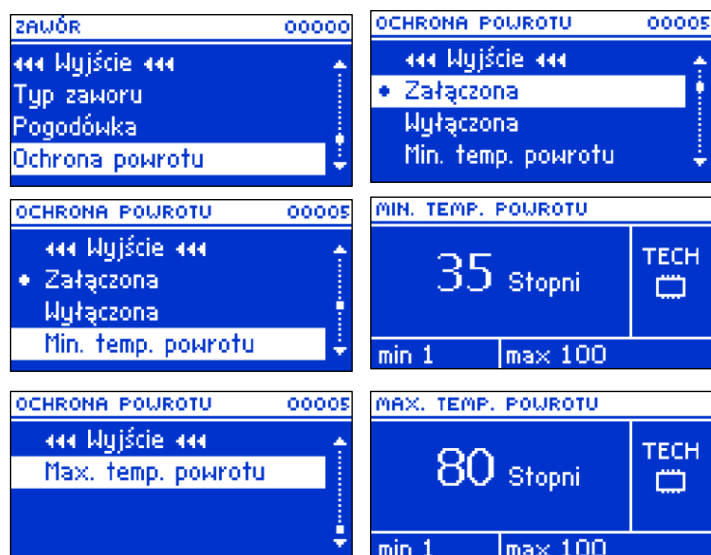 ZAWÓR 00000
Wyjście
Typ zaworu
Pogodówka
Ochrona powrotu
OCHRONA POWROTU 00005
Wyjście
Załączona
Wyłączona
Min. temp. powrotu
OCHRONA POWROTU 00005
Wyjście
Załączona
Wyłączona
Min. temp. powrotu
MIN. TEMP. POWROTU
35 Stopni
TECH
min 1 max 100
OCHRONA POWROTU 00005
Wyjście
Max. temp. powrotu
MAX. TEMP. POWROTU
80 Stopni
TECH
min 1 max 100